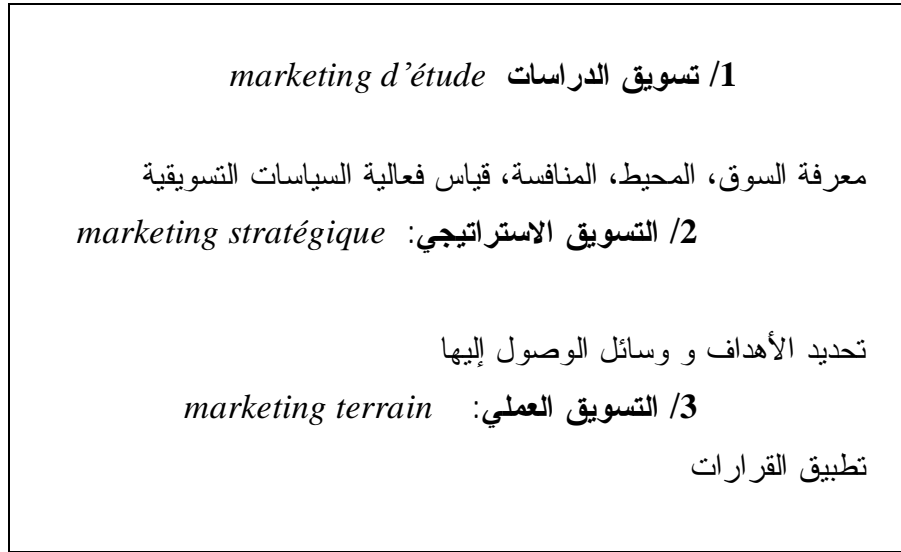 1/ تسويق الدراسات marketing d’étude
معرفة السوق، المحيط، المنافسة، قياس فعالية السياسات التسويقية
2/ التسويق الاستراتيجي: marketing stratégique
تحديد الأهداف و وسائل الوصول إليها
3/ التسويق العملي: marketing terrain
تطبيق القرارات